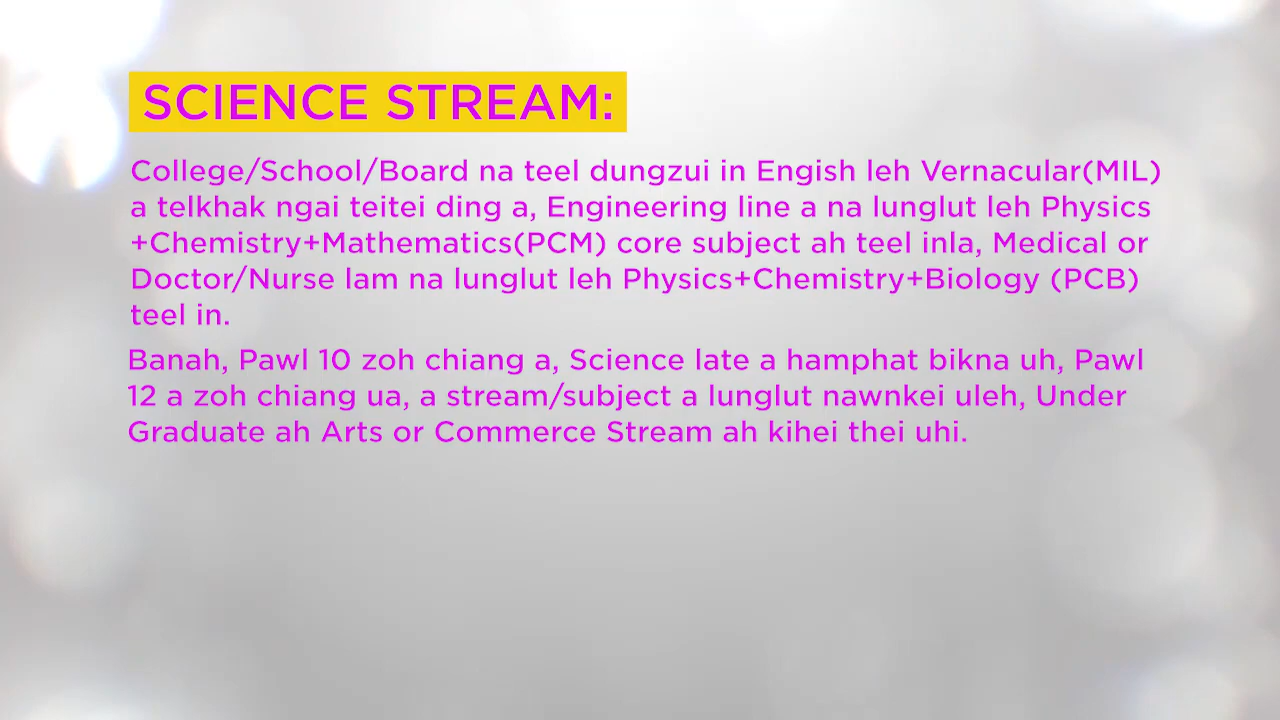 SCIENCE STREAM:
College/School/Board na teel dungzui in Engish leh Vernacular(MIL)
a telkhak ngai teitei ding a, Engineering line a na lunglut leh Physics
+Chemistry+Mathematics(PCM) core subject ah teel inla, Medical or
Doctor/Nurse lam na lunglut leh Physics+Chemistry+Biology (PCB)
teel in.
Banah, Pawl 10 zoh chiang a, Science late a hamphat bikna uh, Pawl
12 a zoh chiang ua, a stream/subject a lunglut nawnkei uleh, Under
Graduate ah Arts or Commerce Stream ah kihei thei uhi.